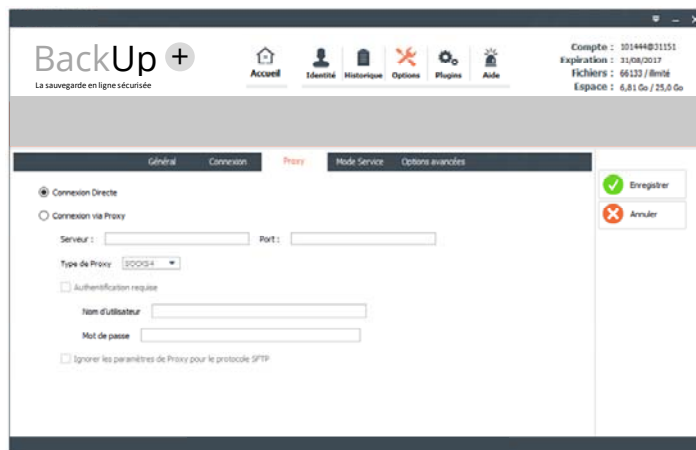 BackUp +
La sauvegarde en ligne sécurisée
Accueil
Identité
Historique
Options
Plugins
Aide
Compte : 101444@31151
Expiration : 31/08/2017
Fichiers : 66133 / illimité
Espace : 6,81 Go / 25,0 Go
Général
Connexion
Proxy
Mode Service
Options avancées
Connexion Directe
Connexion via Proxy
Serveur :
Port :
Type de Proxy SOCKS4
Authentification requise
Nom d'utilisateur
Mot de passe
Ignorer les paramètres de Proxy pour le protocole SFTP
Enregistrer
Annuler